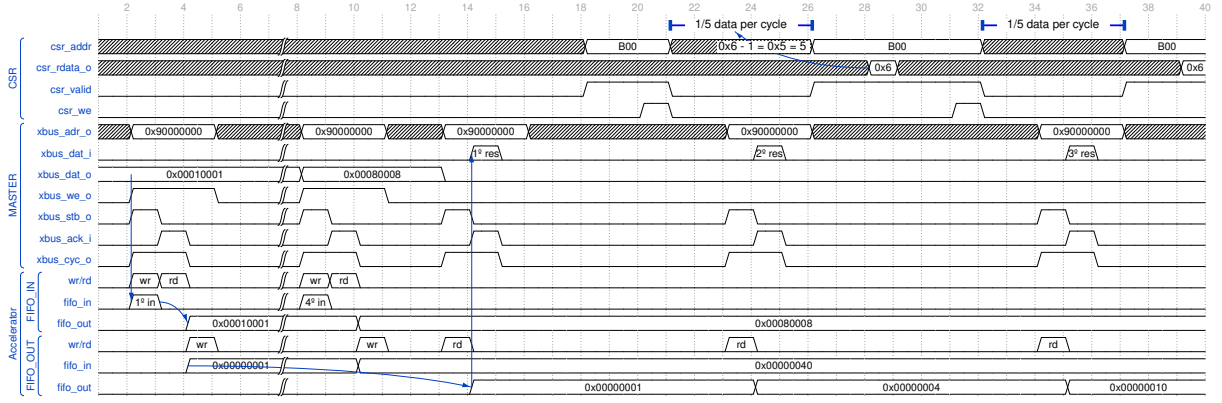 2 4 6 8 10 12 14 16 18 20 22 24 26 28 30 32 34 36 38 40
1/5 data per cycle 1/5 data per cycle
CSR
csr_addr B00 0x6 - 1 = 0x5 = 5 B00 B00
csr_rdata_o 0x6 0x6
csr_valid
csr_we
MASTER
xbus_adr_o 0x90000000 0x90000000 0x90000000 0x90000000 0x90000000
xbus_dat_i 1º res 2º res 3º res
xbus_dat_o 0x00010001 0x00080008
xbus_we_o
xbus_stb_o
xbus_ack_i
xbus_cyc_o
Accelerator
FIFO_IN
wr/rd wr rd wr rd
fifo_in 1º in 4º in
fifo_out 0x00010001 0x00080008
FIFO_OUT
wr/rd wr wr rd rd rd
fifo_in 0x00000001 0x00000040
fifo_out 0x00000001 0x00000004 0x00000010